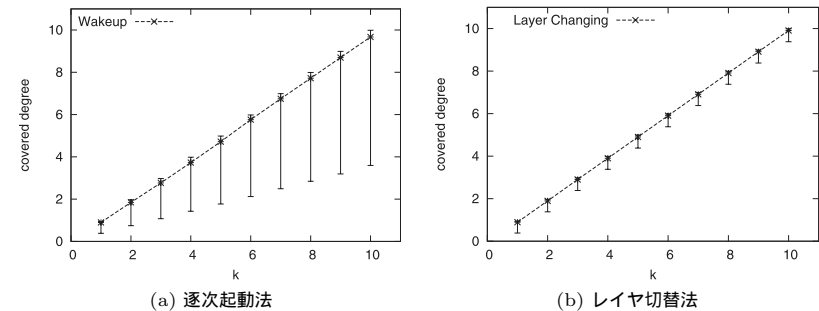 Wakeup
10
8
6
4
2
0
covered degree
0 2 4 6 8 10
k
(a) 逐次起動法
Layer Changing
10
8
6
4
2
0
covered degree
0 2 4 6 8 10
k
(b) レイヤ切替法